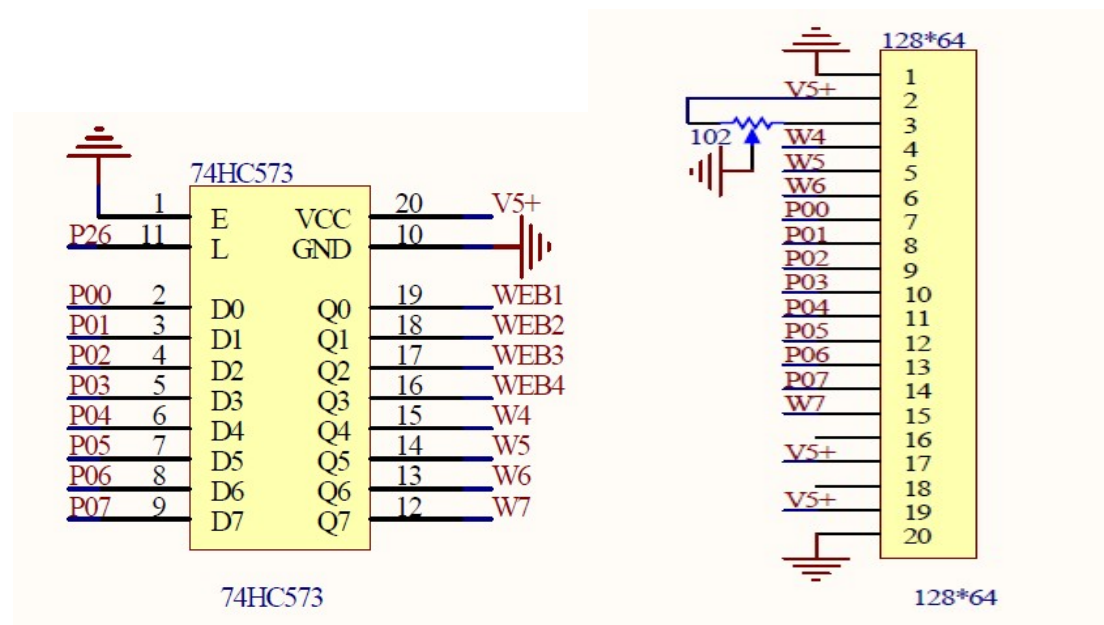 74HC573
1 E VCC 20 V5+
P26 11 L GND 10
P00 2 D0 Q0 19 WEB1
P01 3 D1 Q1 18 WEB2
P02 4 D2 Q2 17 WEB3
P03 5 D3 Q3 16 WEB4
P04 6 D4 Q4 15 W4
P05 7 D5 Q5 14 W5
P06 8 D6 Q6 13 W6
P07 9 D7 Q7 12 W7
74HC573
128*64
1
V5+ 2
102 3
W4 4
W5 5
W6 6
P00 7
P01 8
P02 9
P03 10
P04 11
P05 12
P06 13
P07 14
W7 15
16
V5+ 17
18
V5+ 19
20
128*64